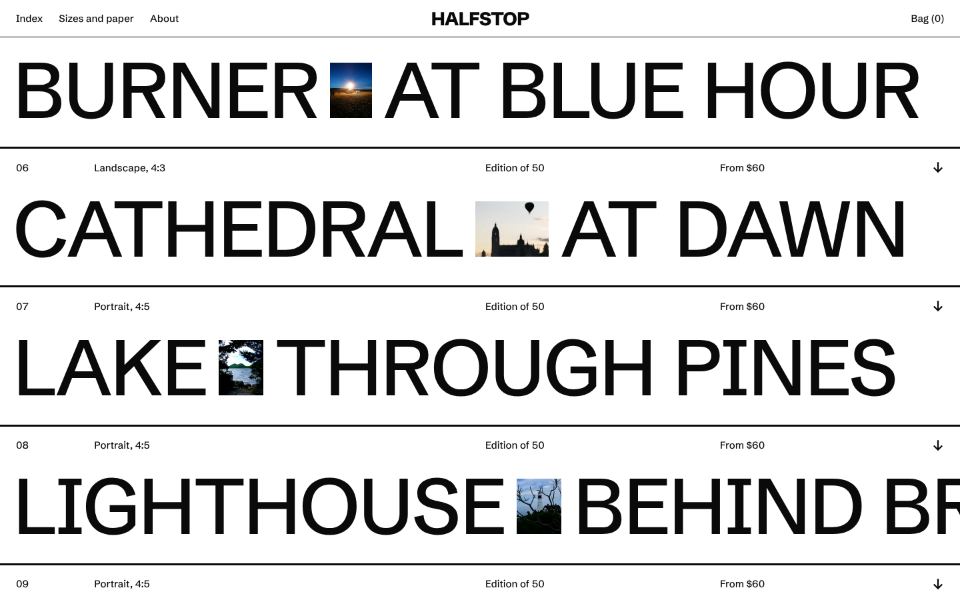 Index Sizes and paper About HALFSTOP Bag (0)
BURNER AT BLUE HOUR
06 Landscape, 4:3 Edition of 50 From $60
CATHEDRAL AT DAWN
07 Portrait, 4:5 Edition of 50 From $60
LAKE THROUGH PINES
08 Portrait, 4:5 Edition of 50 From $60
LIGHTHOUSE BEHIND BR
09 Portrait, 4:5 Edition of 50 From $60